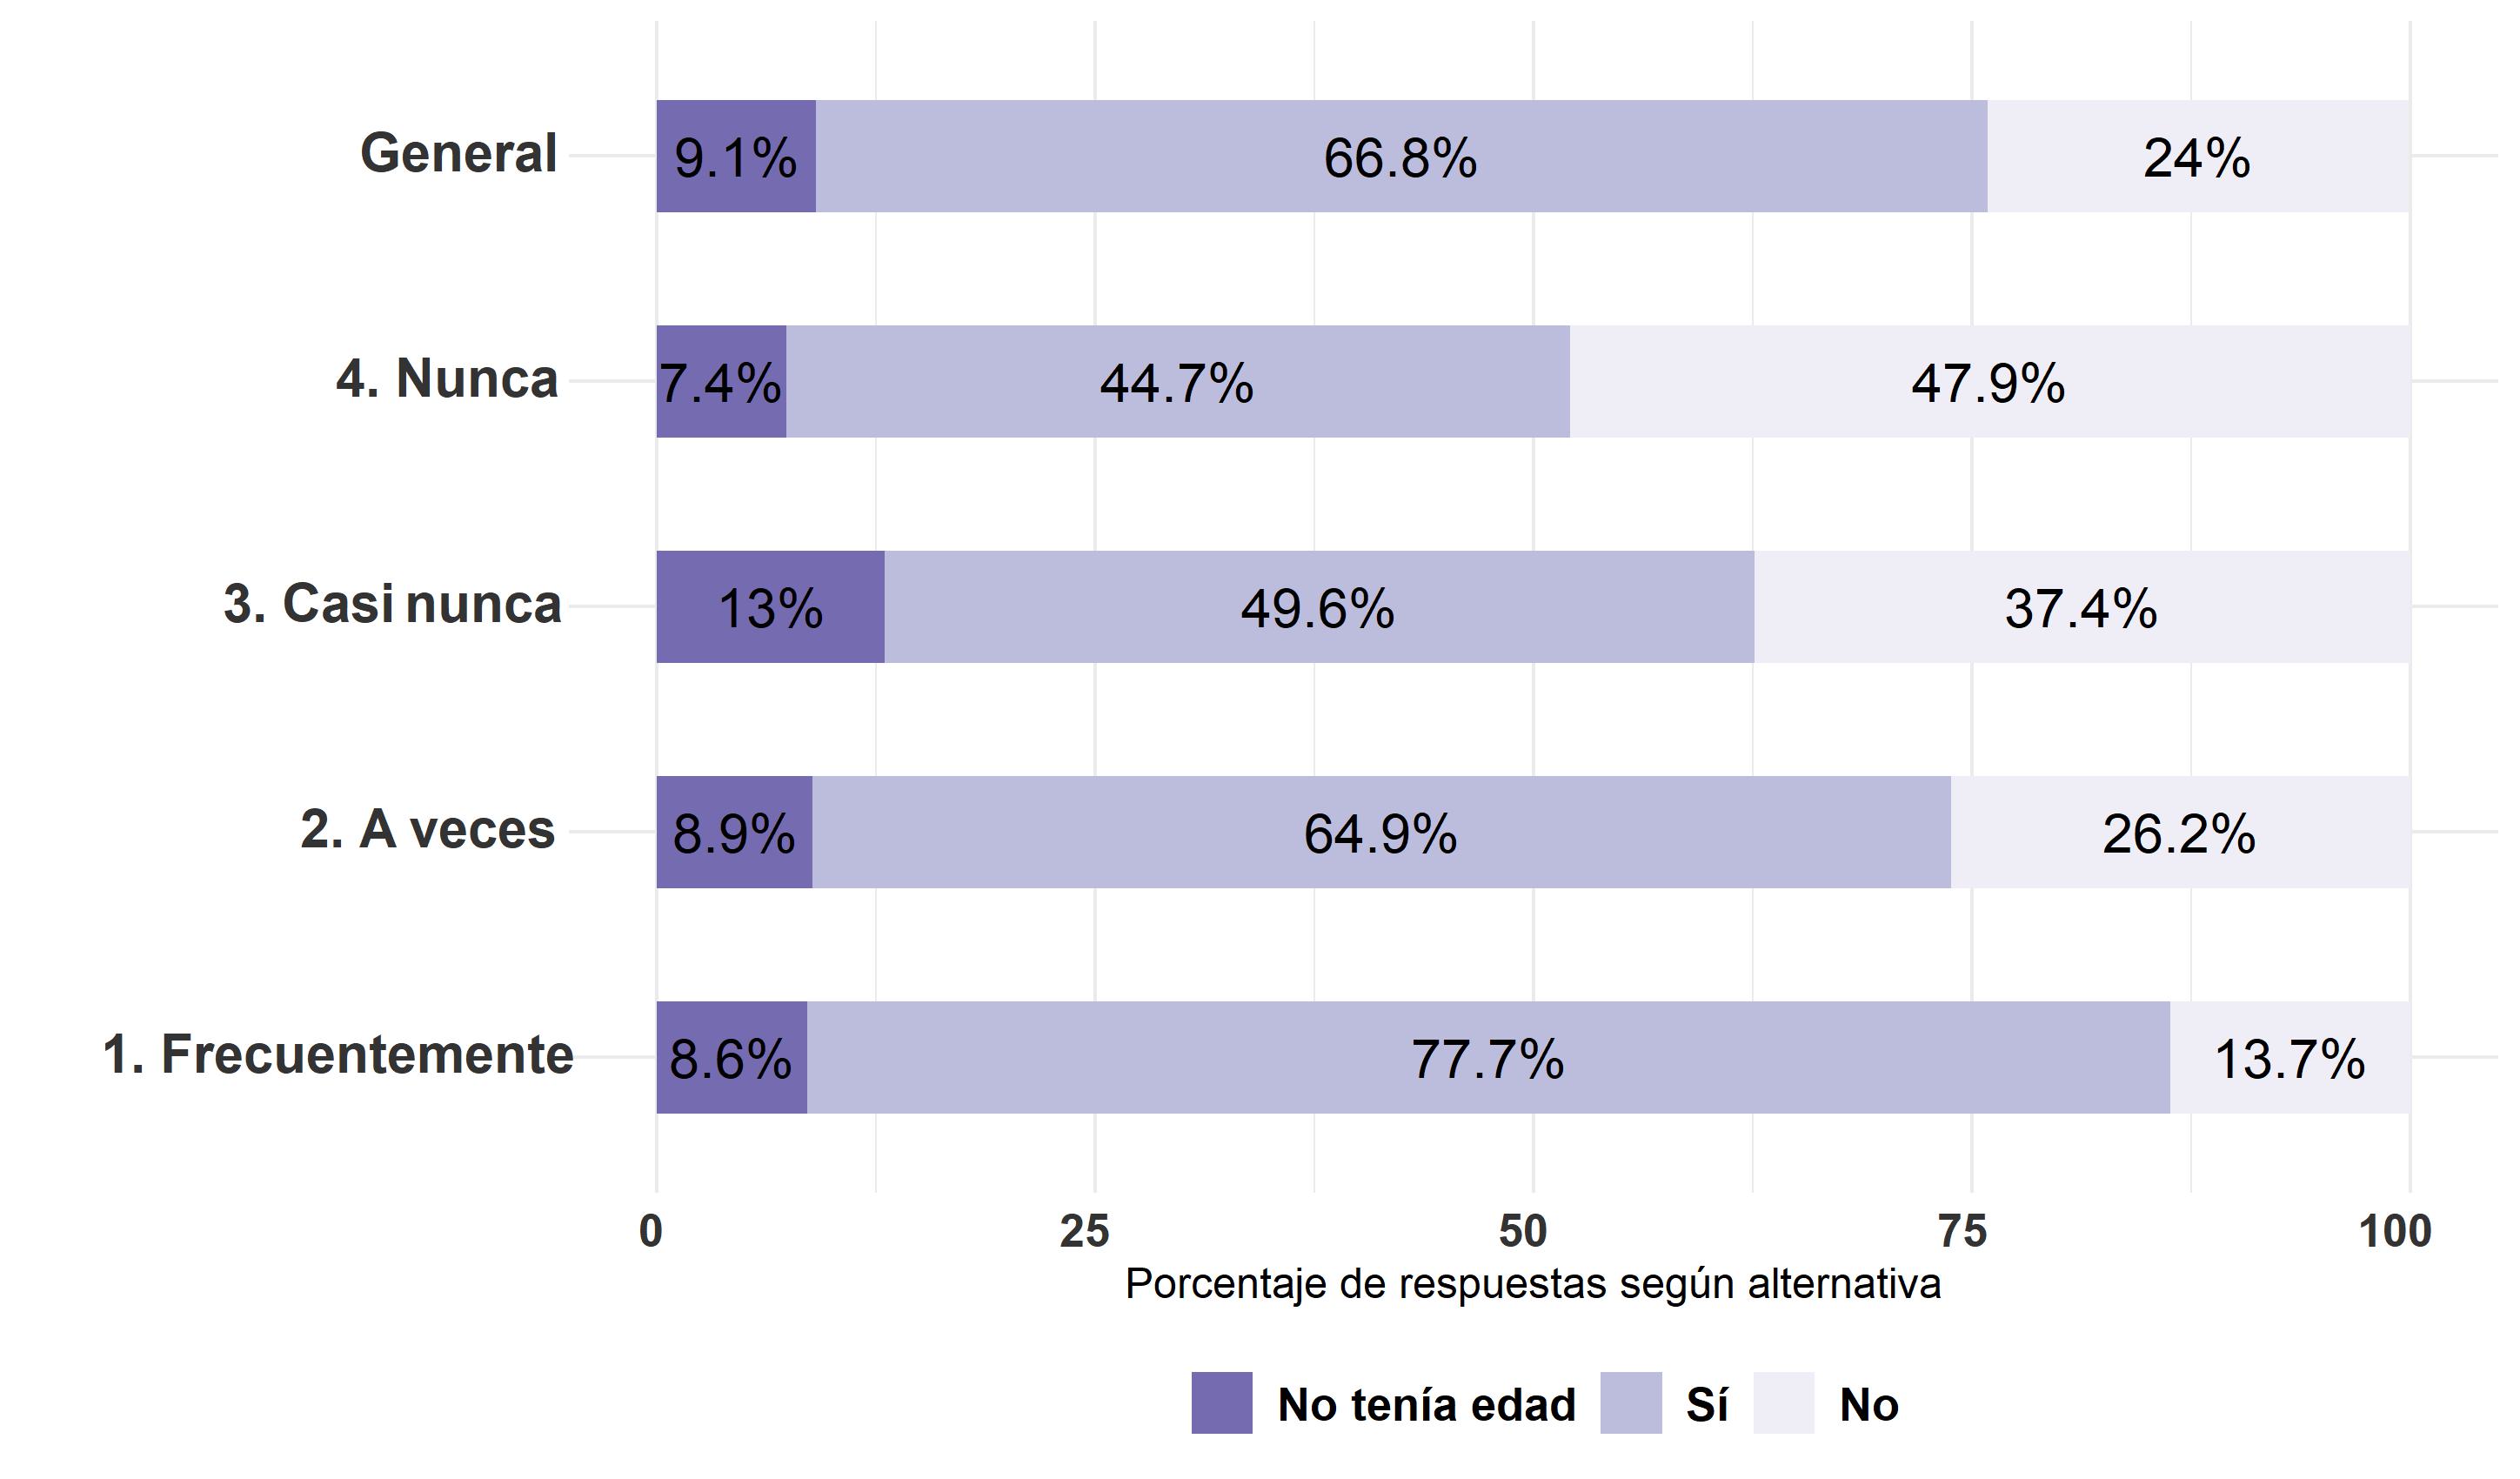 General 9.1% 66.8% 24%
4. Nunca 7.4% 44.7% 47.9%
3. Casi nunca 13% 49.6% 37.4%
2. A veces 8.9% 64.9% 26.2%
1. Frecuentemente 8.6% 77.7% 13.7%
0 25 50 75 100
Porcentaje de respuestas según alternativa
No tenía edad Sí No